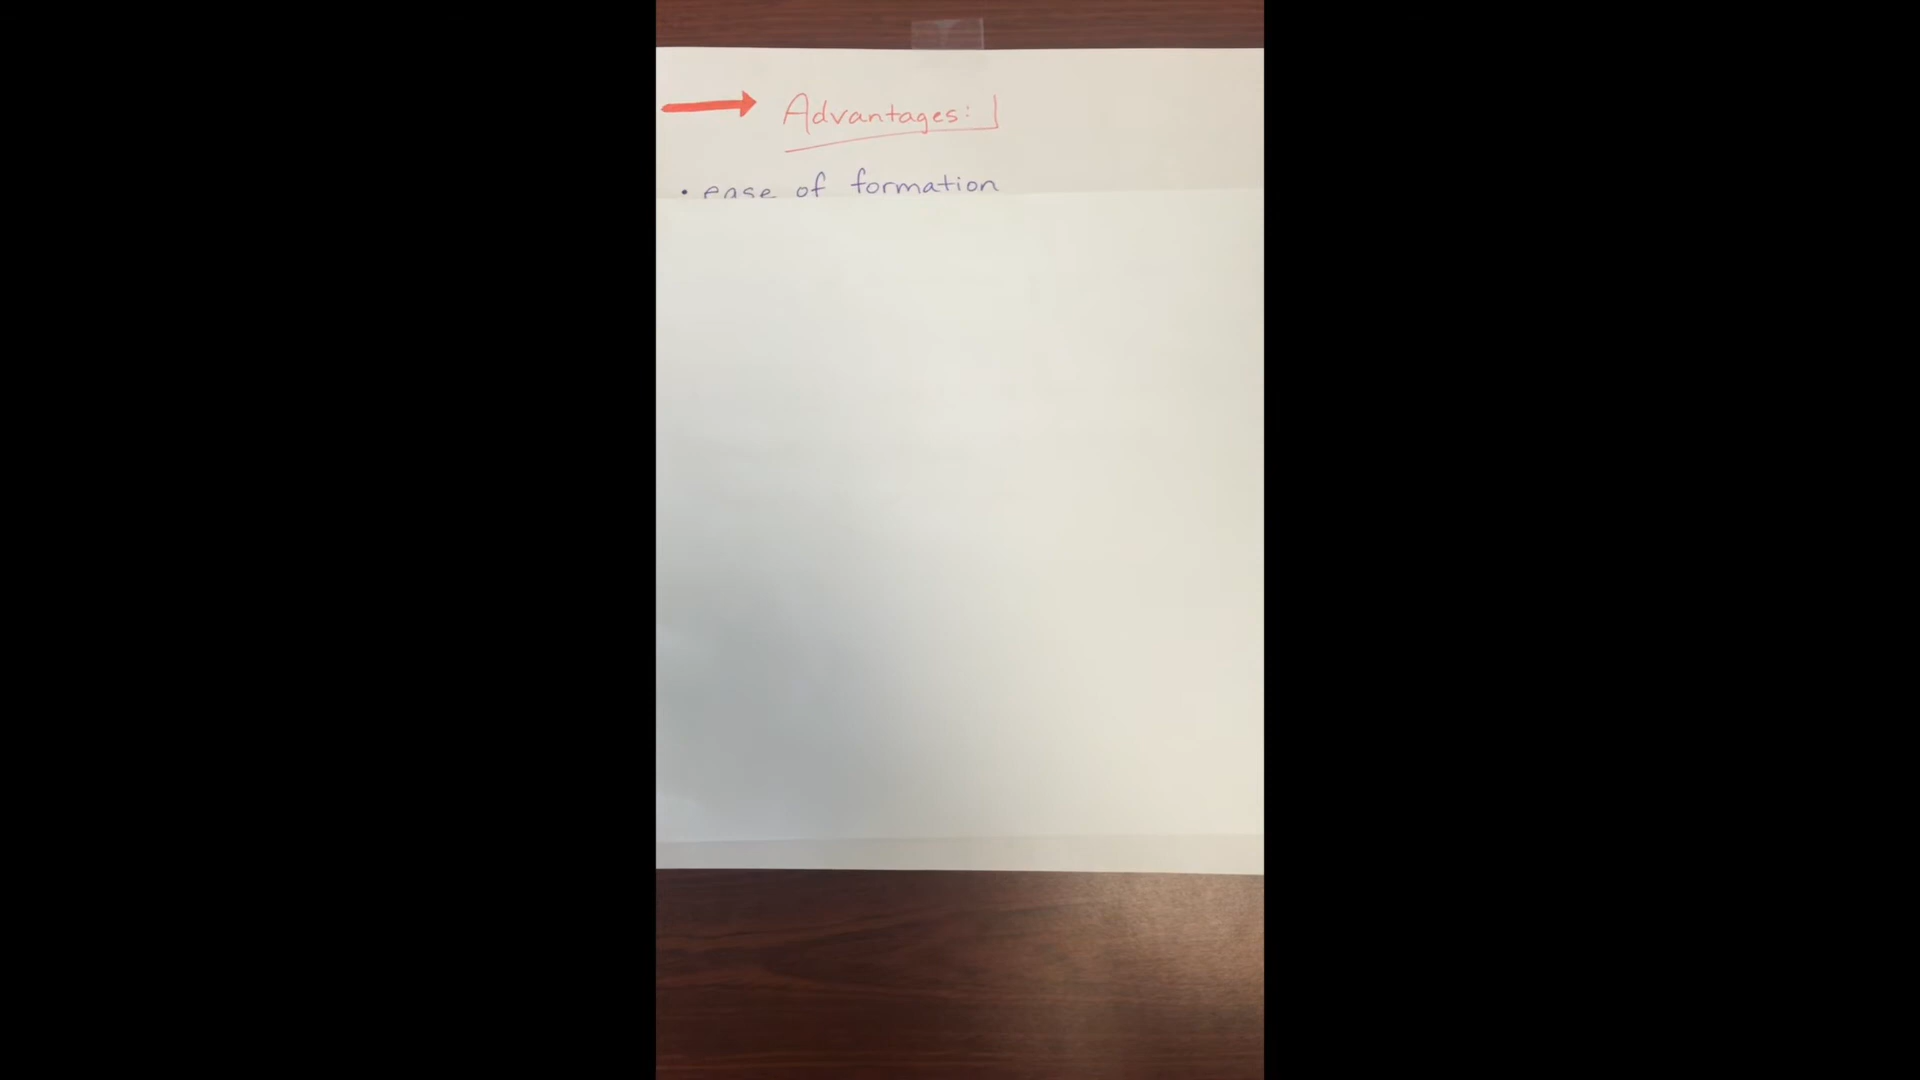 Advantages:
• ease of formation